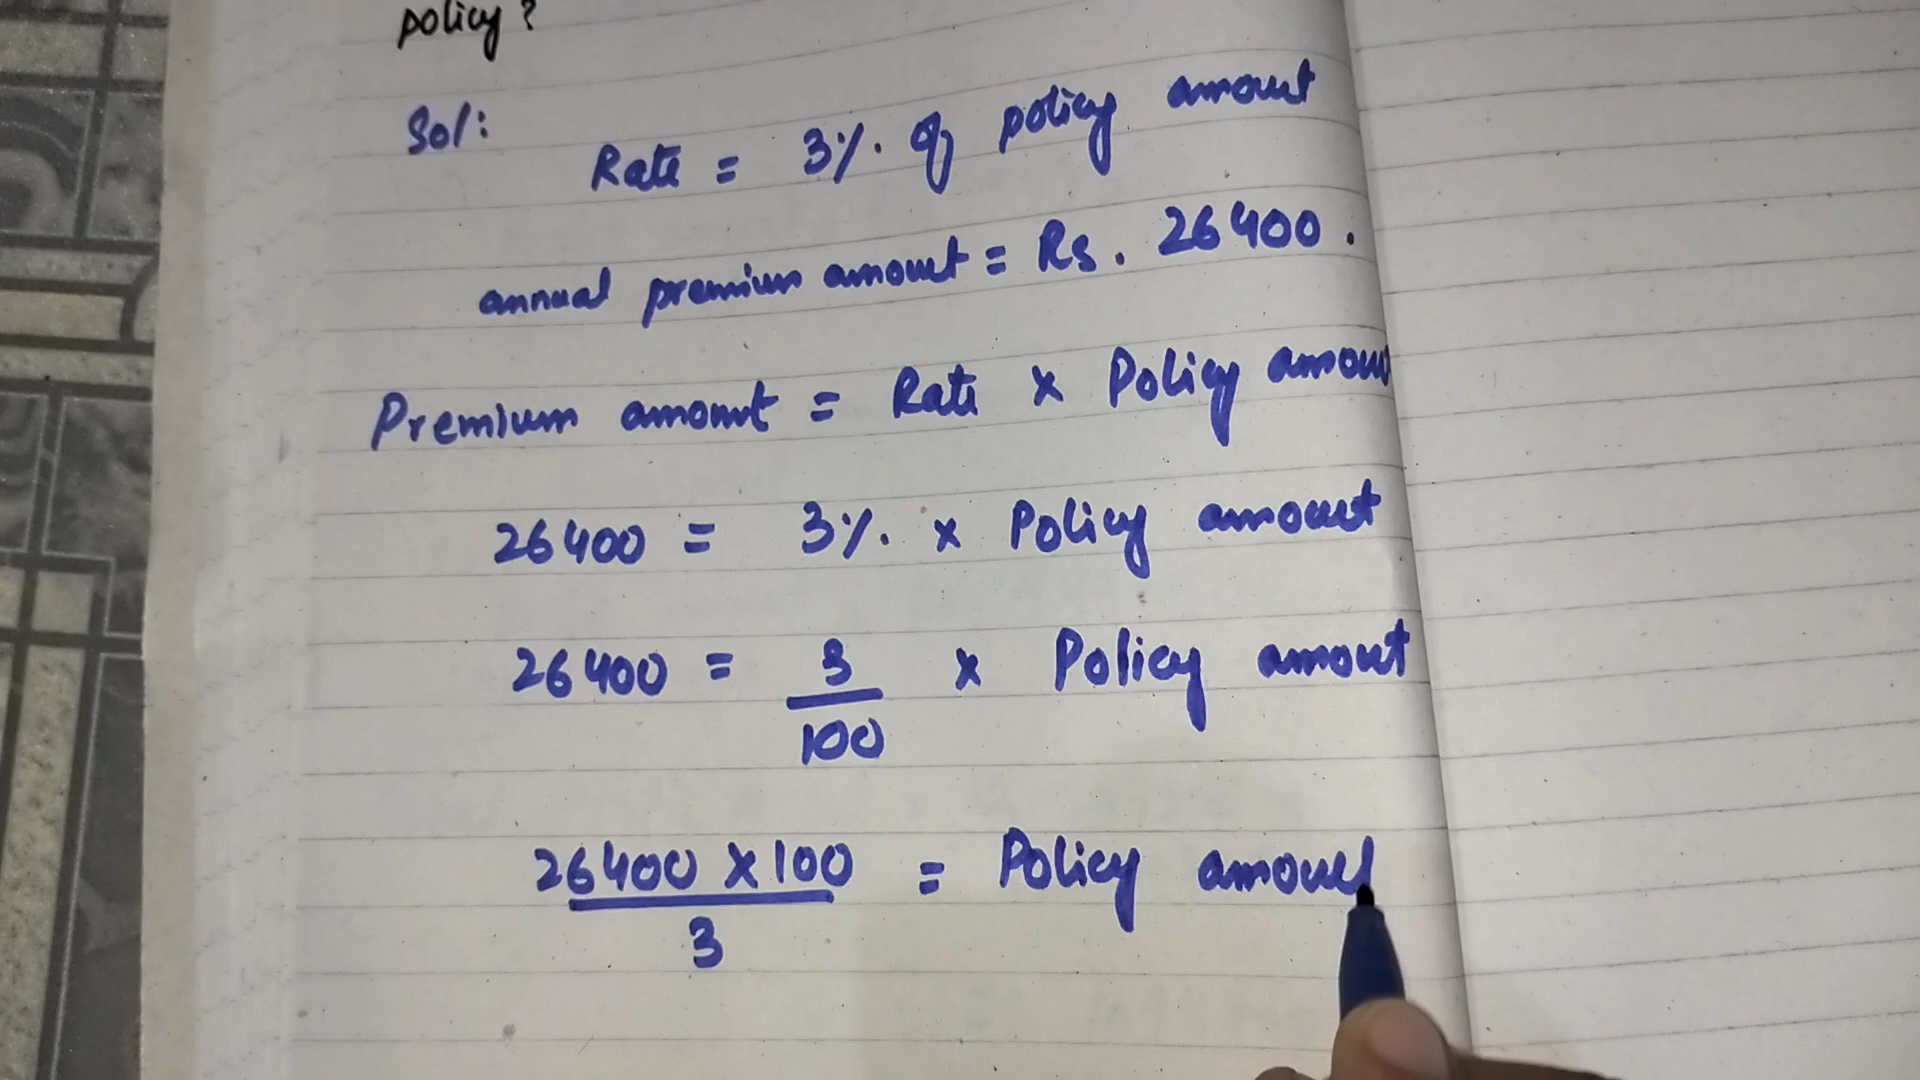 policy?
Sol:
Rate = 3%. of policy amount
annual premium amount = Rs. 26400.
Premium amount = Rate x Policy amoun
26400 = 3%. x Policy amount
26400 = 3/100 x Policy amount
26400 x 100/3 = Policy amount